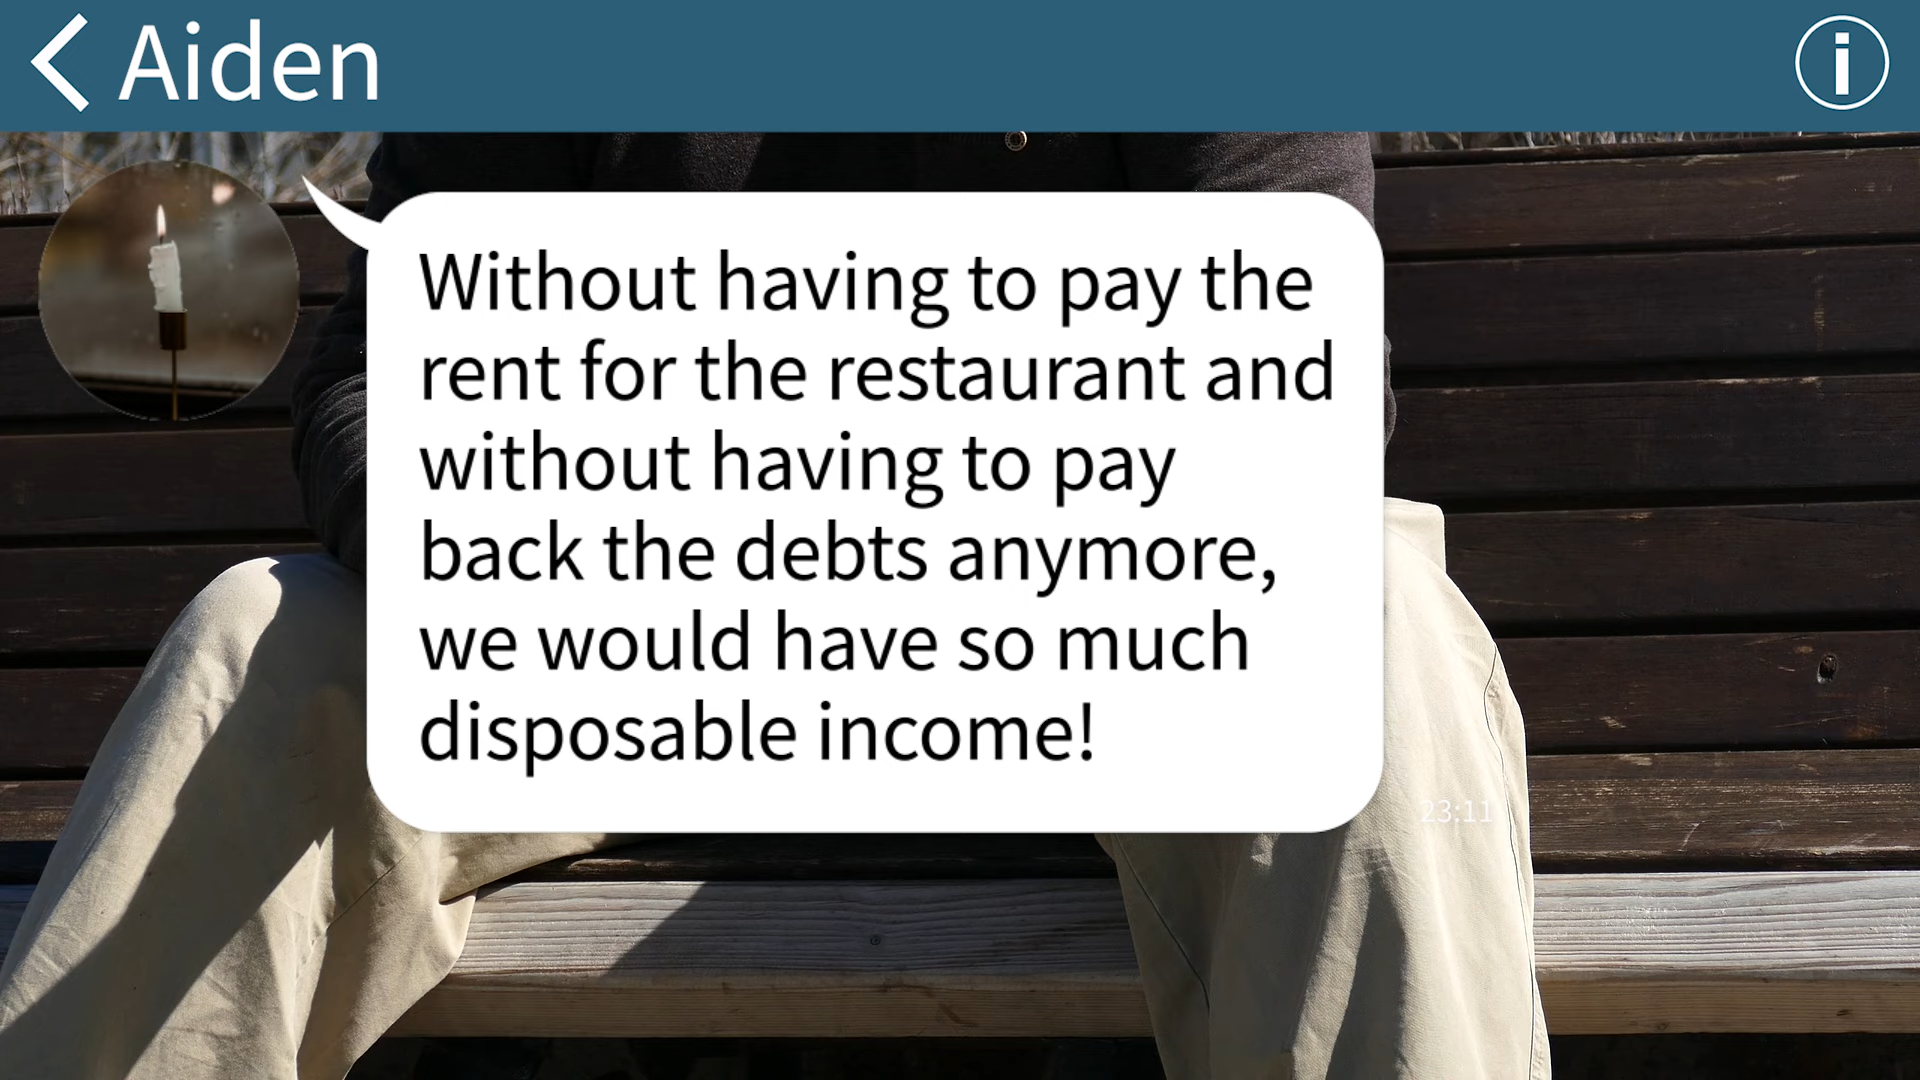 Aiden
Without having to pay the
rent for the restaurant and
without having to pay
back the debts anymore,
we would have so much
disposable income!
23:11